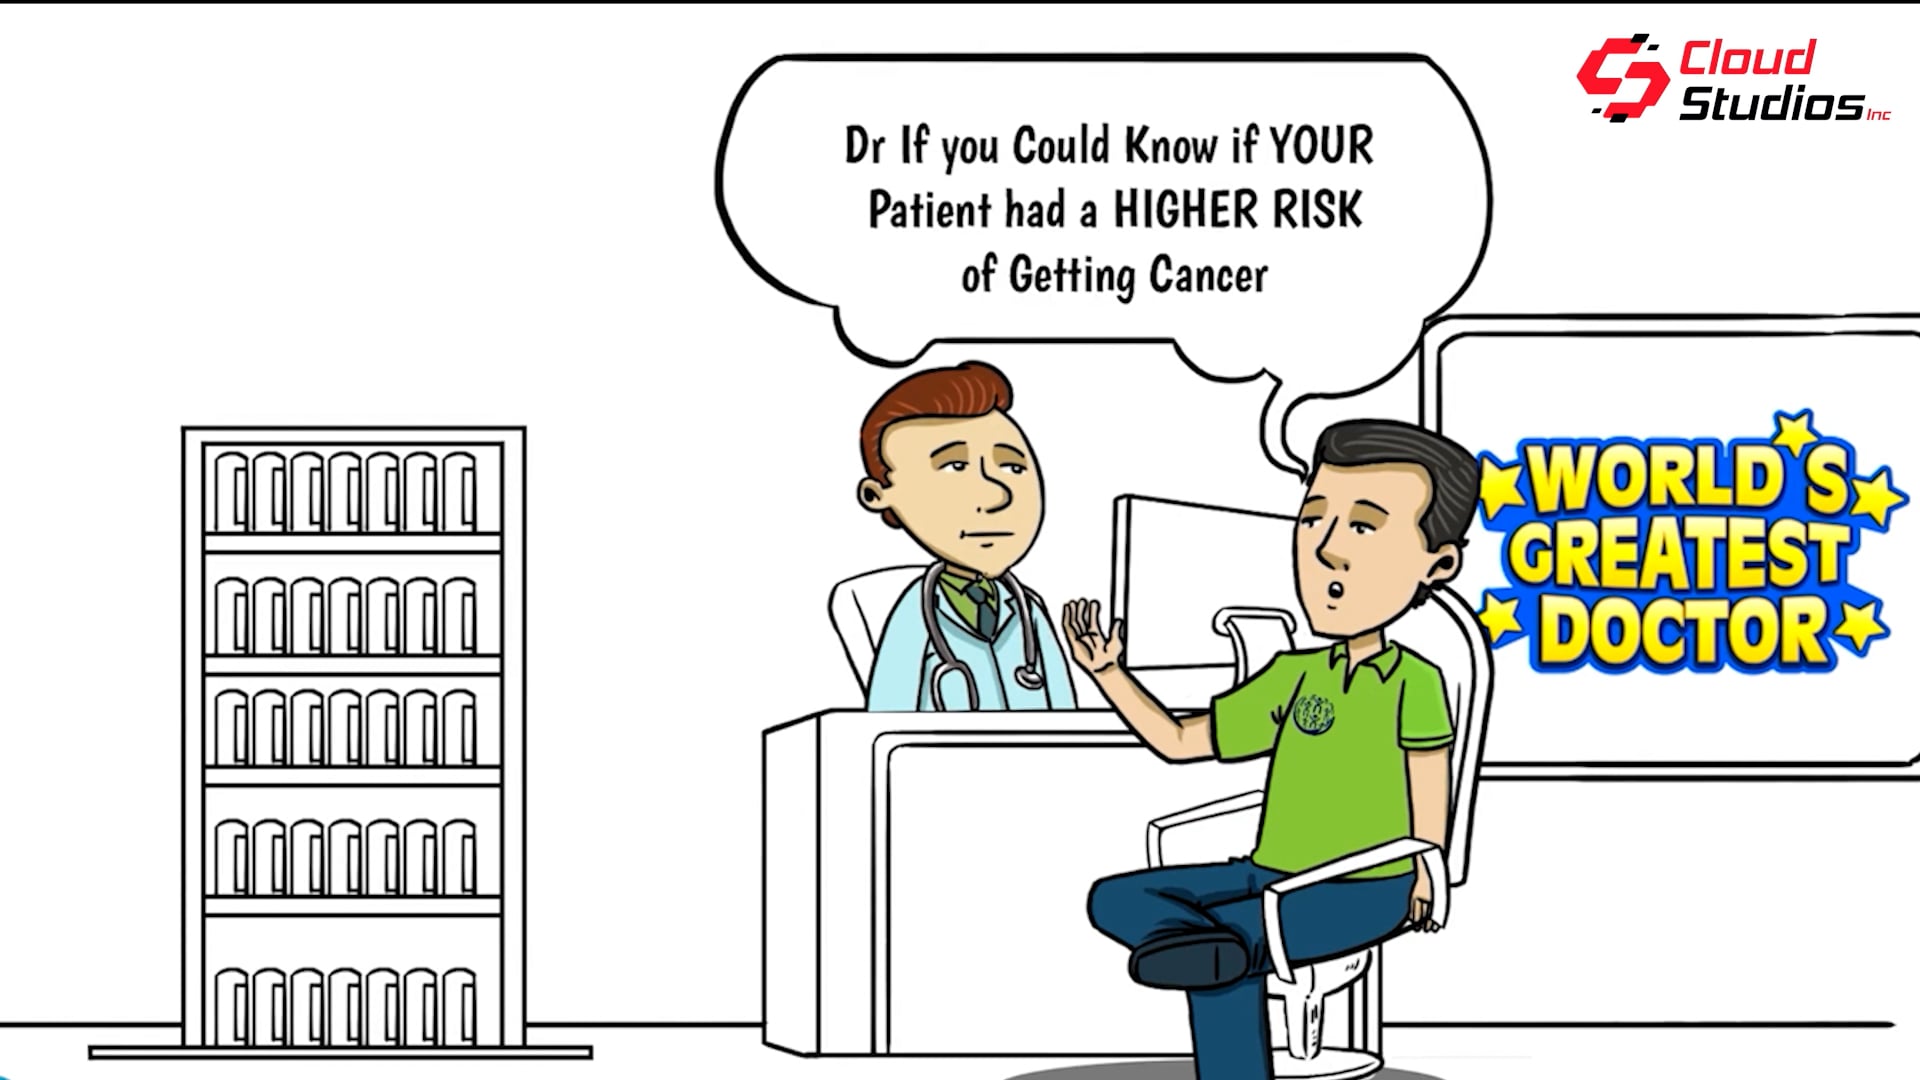 Cloud
Studios Inc
Dr If you Could Know if YOUR
Patient had a HIGHER RISK
of Getting Cancer
WORLD'S
GREATEST
DOCTOR